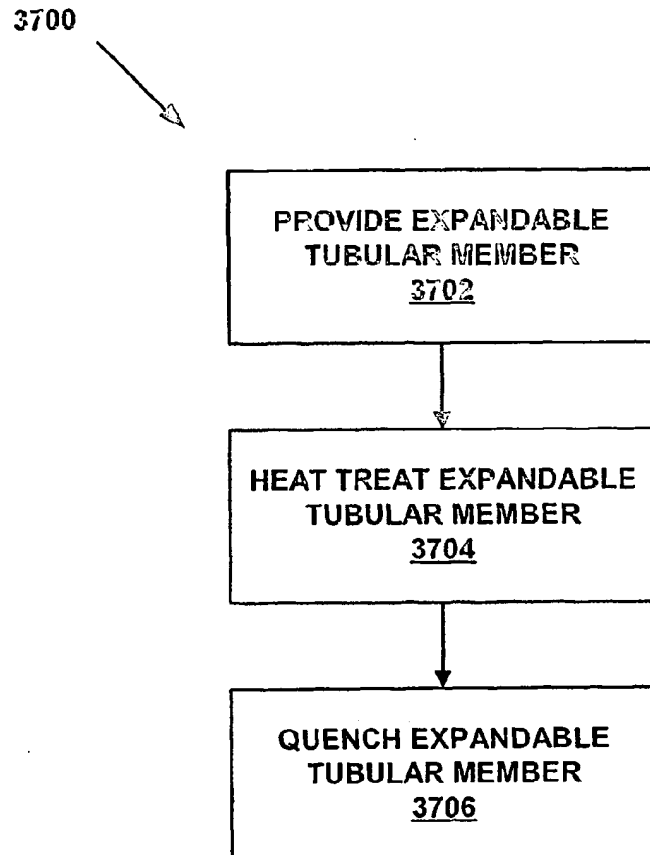 3700
PROVIDE EXPANDABLE
TUBULAR MEMBER
3702
HEAT TREAT EXPANDABLE
TUBULAR MEMBER
3704
QUENCH EXPANDABLE
TUBULAR MEMBER
3706